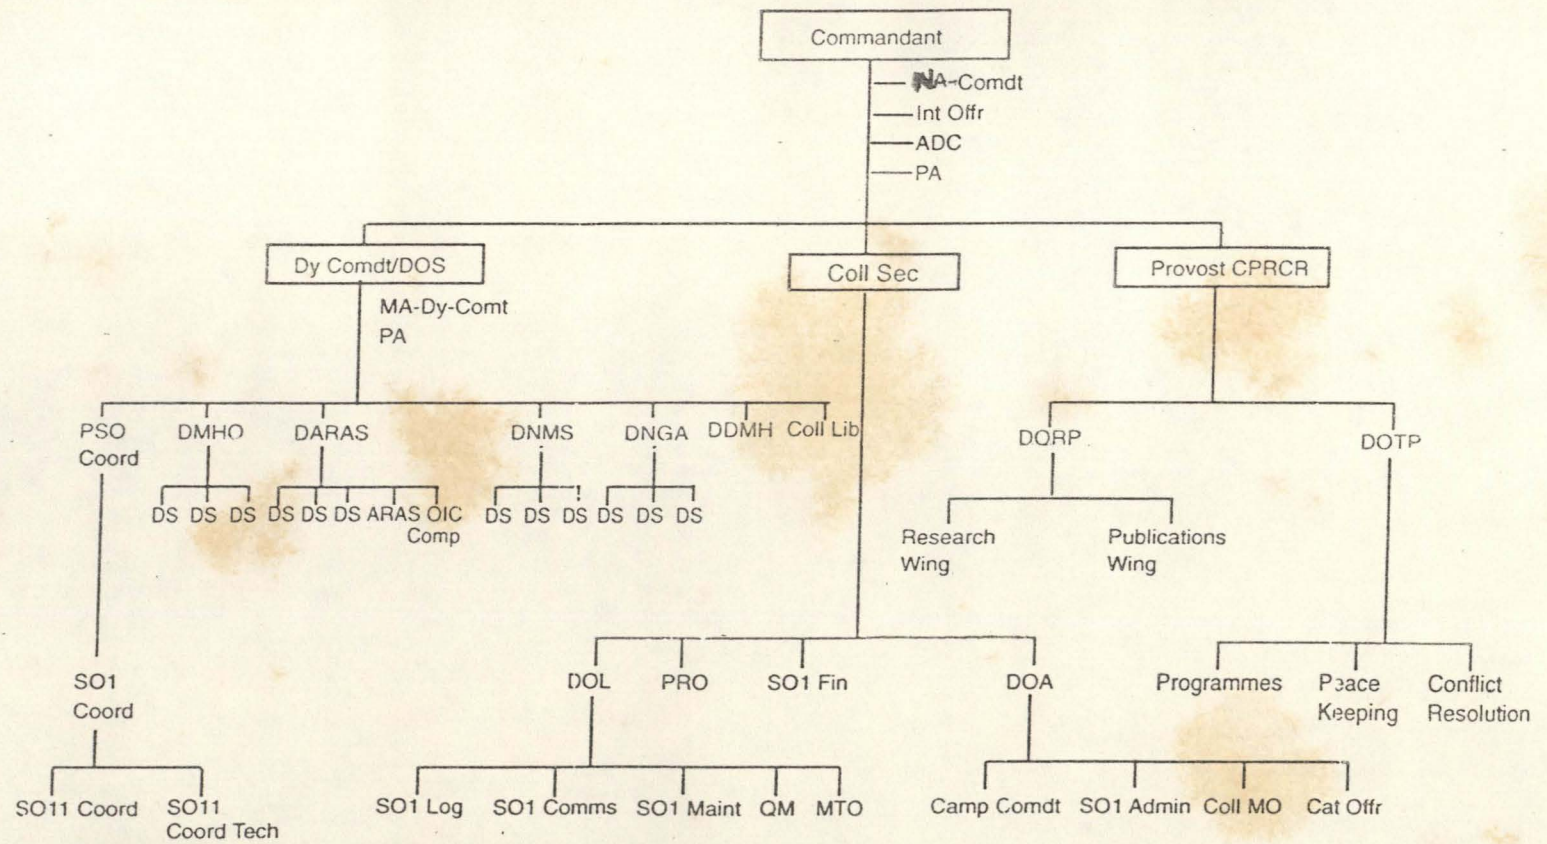 Commandant
MA-Comdt
Int Offr
ADC
PA
Dy Comdt/DOS
Coll Sec
Provost CPRCR
MA-Dy-Comt
PA
PSO
Coord
DMHO
DARAS
DNMS
DNGA
DDMH
Coll Lib
DORP
DOTP
DS DS DS DS DS DS ARAS OIC
Comp
DS DS DS DS DS DS
Research
Wing
Publications
Wing
SO1
Coord
DOL
PRO
SO1 Fin
DOA
Programmes
Peace
Keeping
Conflict
Resolution
SO11 Coord
SO11
Coord Tech
SO1 Log
SO1 Comms
SO1 Maint
QM
MTO
Camp Comdt
SO1 Admin
Coll MO
Cat Offr